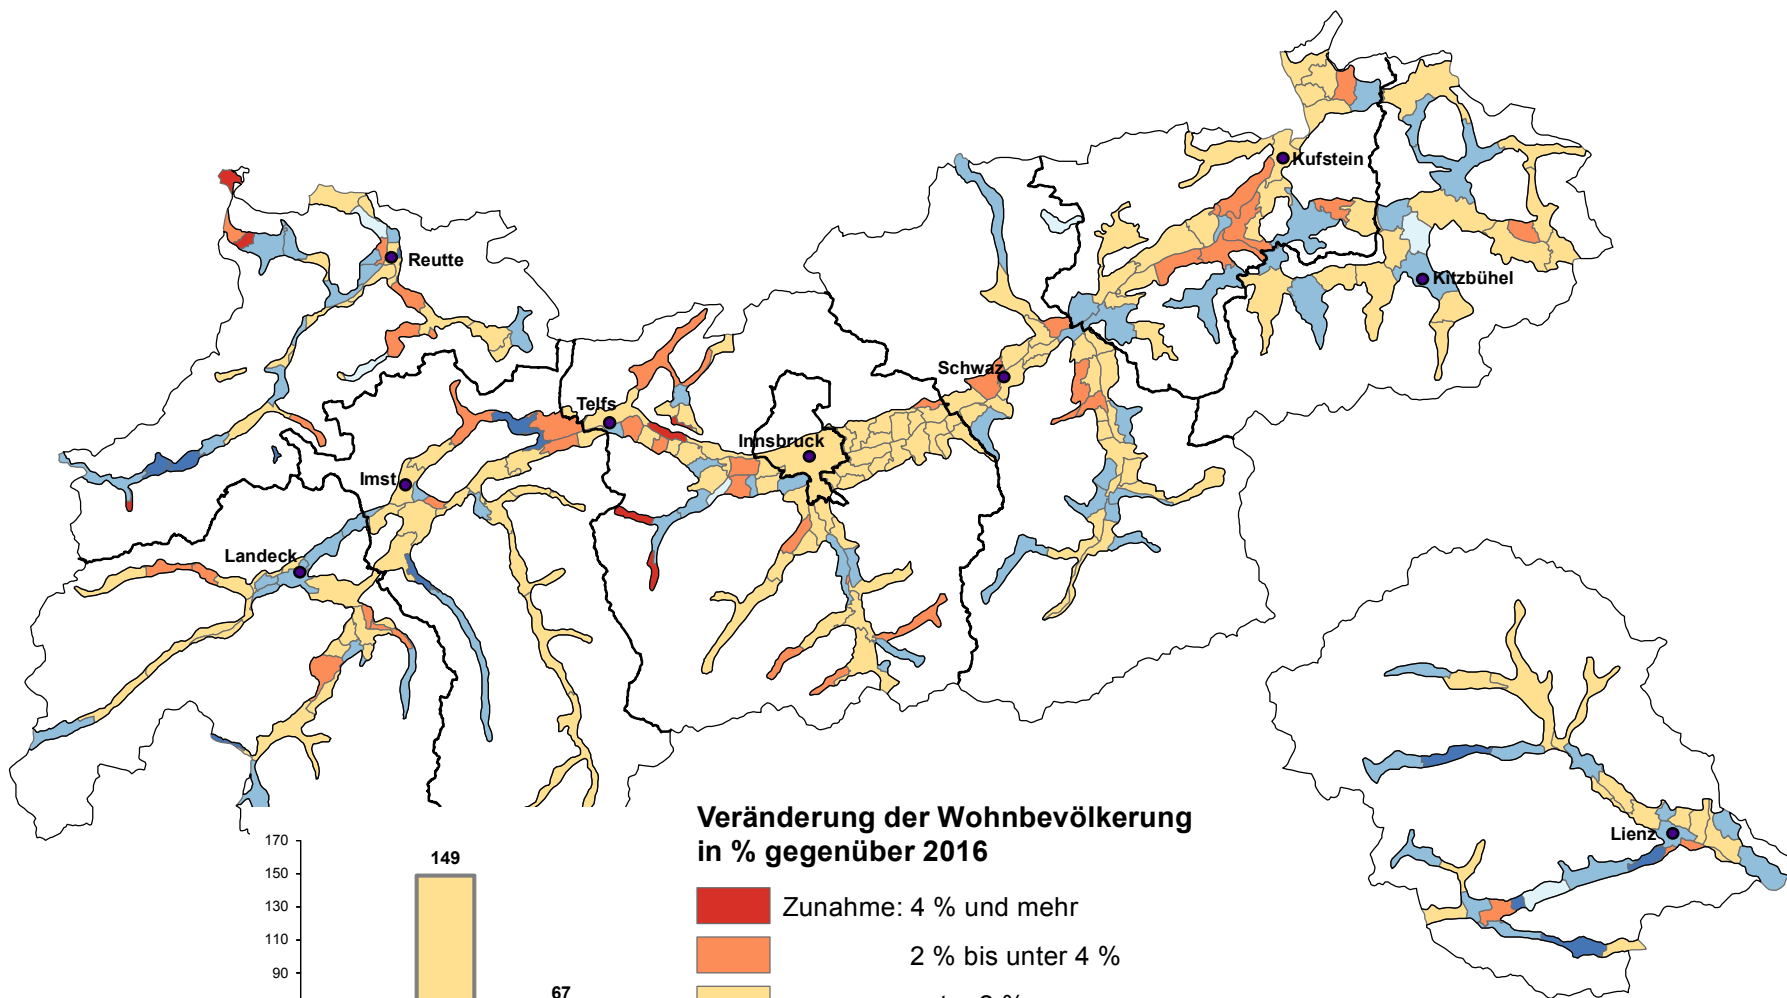 Kufstein
Reutte
Kitzbühel
Schwaz
Telfs
Innsbruck
Imst
Landeck
Lienz
Veränderung der Wohnbevölkerung
in % gegenüber 2016
Zunahme: 4 % und mehr
2 % bis unter 4 %
170
150
130
110
90
149
67